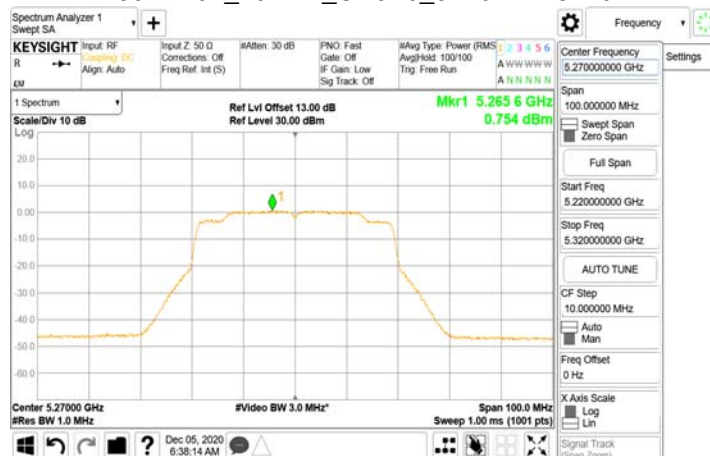 Spectrum Analyzer 1
Swept SA
+
Frequency
KEYSIGHT
R
Input: RF
Coupling: DC
Align: Auto
Input Z: 50 Ω
Corrections: Off
Freq Ref: Int (S)
#Atten: 30 dB
PNO: Fast
Gate: Off
IF Gain: Low
Sig Track: Off
#Avg Type: Power (RMS
Avg|Hold: 100/100
Trig: Free Run
1 2 3 4 5 6
A W W W W W
A N N N N N
Settings
1 Spectrum
Scale/Div 10 dB
Log
Ref Lvl Offset 13.00 dB
Ref Level 30.00 dBm
Mkr1 5.265 6 GHz
0.754 dBm
20.0
10.0
0.00
-10.0
-20.0
-30.0
-40.0
-50.0
-60.0
1
Center 5.27000 GHz
#Res BW 1.0 MHz
#Video BW 3.0 MHz*
Span 100.0 MHz
Sweep 1.00 ms (1001 pts)
Dec 05, 2020
6:38:14 AM
?
Center Frequency
5.270000000 GHz
Span
100.000000 MHz
Swept Span
Zero Span
Full Span
Start Freq
5.220000000 GHz
Stop Freq
5.320000000 GHz
AUTO TUNE
CF Step
10.000000 MHz
Auto
Man
Freq Offset
0 Hz
X Axis Scale
Log
Lin
Signal Track
(Span Zoom)